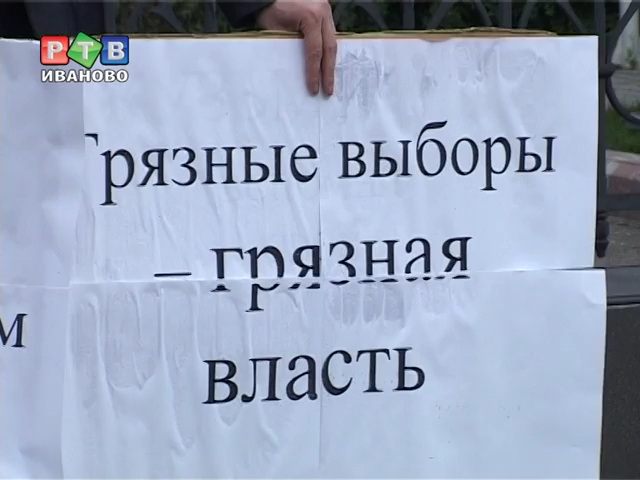 РТВ
ИВАНОВО
Грязные выборы
– грязная
м
власть